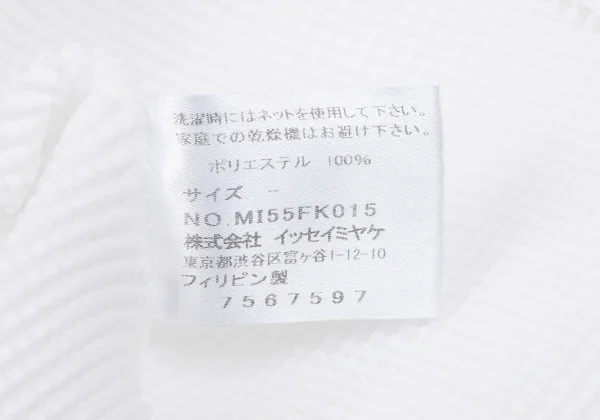 洗濯時にはネットを使用して下さい。
家庭での乾燥機はお避け下さい。
ポリエステル 100%
サイズ －
NO.MI55FK015
株式会社 イッセイミヤケ
東京都渋谷区富ヶ谷1-12-10
フィリピン製
7567597